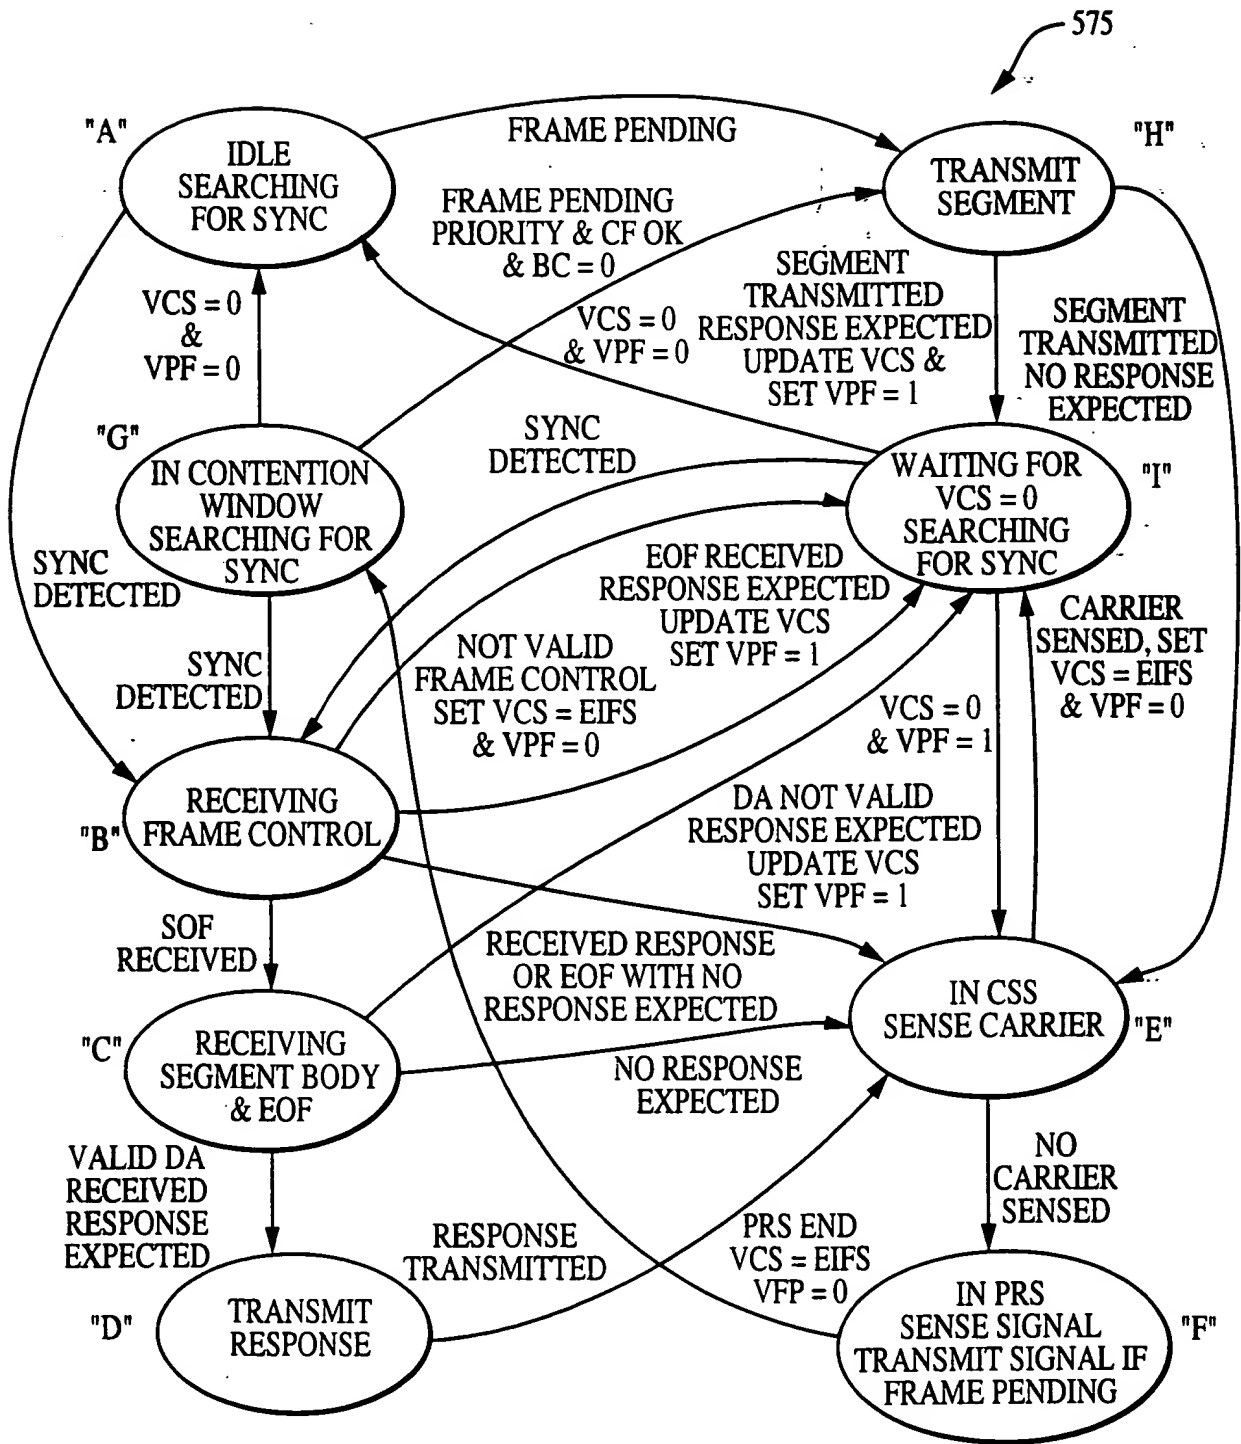 575
"A"
IDLE
SEARCHING
FOR SYNC
FRAME PENDING
"H"
TRANSMIT
SEGMENT
FRAME PENDING
PRIORITY & CF OK
& BC = 0
VCS = 0
&
VPF = 0
VCS = 0
& VPF = 0
SEGMENT
TRANSMITTED
RESPONSE EXPECTED
UPDATE VCS &
SET VPF = 1
SEGMENT
TRANSMITTED
NO RESPONSE
EXPECTED
"G"
IN CONTENTION
WINDOW
SEARCHING FOR
SYNC
SYNC
DETECTED
WAITING FOR
VCS = 0
SEARCHING
FOR SYNC
"I"
SYNC
DETECTED
SYNC
DETECTED
EOF RECEIVED
RESPONSE EXPECTED
UPDATE VCS
SET VPF = 1
NOT VALID
FRAME CONTROL
SET VCS = EIFS
& VPF = 0
CARRIER
SENSED, SET
VCS = EIFS
& VPF = 0
VCS = 0
& VPF = 1
"B"
RECEIVING
FRAME CONTROL
DA NOT VALID
RESPONSE EXPECTED
UPDATE VCS
SET VPF = 1
SOF
RECEIVED
RECEIVED RESPONSE
OR EOF WITH NO
RESPONSE EXPECTED
IN CSS
SENSE CARRIER
"E"
"C"
RECEIVING
SEGMENT BODY
& EOF
NO RESPONSE
EXPECTED
VALID DA
RECEIVED
RESPONSE
EXPECTED
NO
CARRIER
SENSED
RESPONSE
TRANSMITTED
PRS END
VCS = EIFS
VFP = 0
"D"
TRANSMIT
RESPONSE
IN PRS
SENSE SIGNAL
TRANSMIT SIGNAL IF
FRAME PENDING
"F"